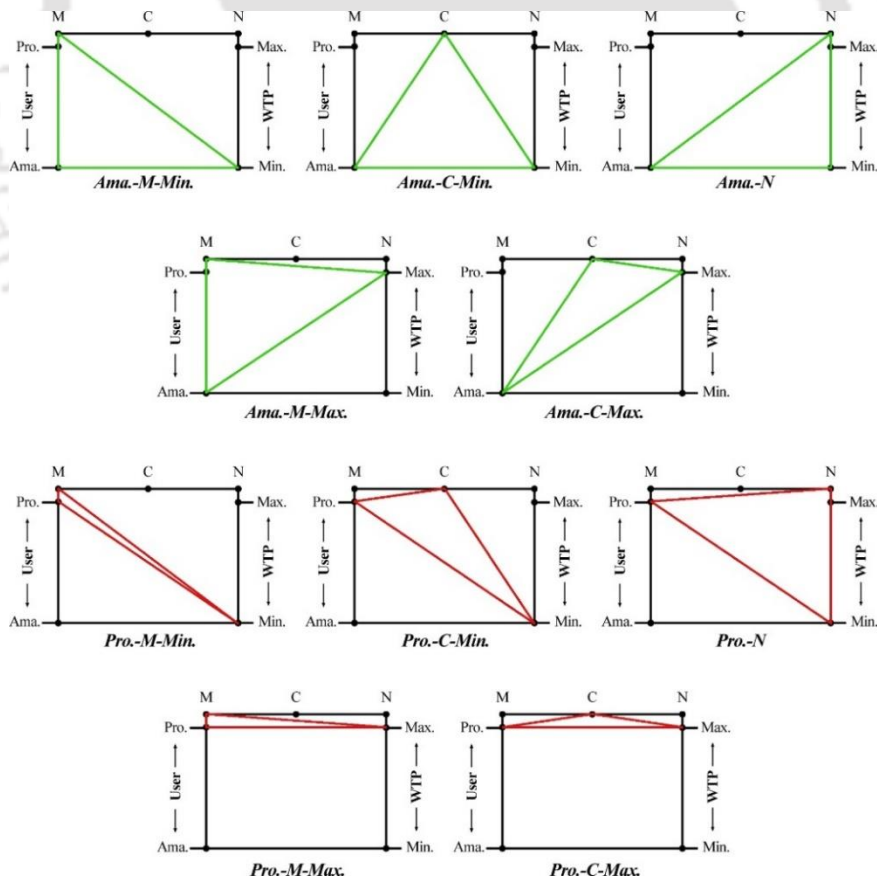 M C N M C N M C N
Pro. Max. Pro. Max. Pro. Max.
User WTP User WTP User WTP
Ama. Min. Ama. Min. Ama. Min.
Ama.-M-Min. Ama.-C-Min. Ama.-N
M C N M C N
Pro. Max. Pro. Max.
User WTP User WTP
Ama. Min. Ama. Min.
Ama.-M-Max. Ama.-C-Max.
M C N M C N M C N
Pro. Max. Pro. Max. Pro. Max.
User WTP User WTP User WTP
Ama. Min. Ama. Min. Ama. Min.
Pro.-M-Min. Pro.-C-Min. Pro.-N
M C N M C N
Pro. Max. Pro. Max.
User WTP User WTP
Ama. Min. Ama. Min.
Pro.-M-Max. Pro.-C-Max.